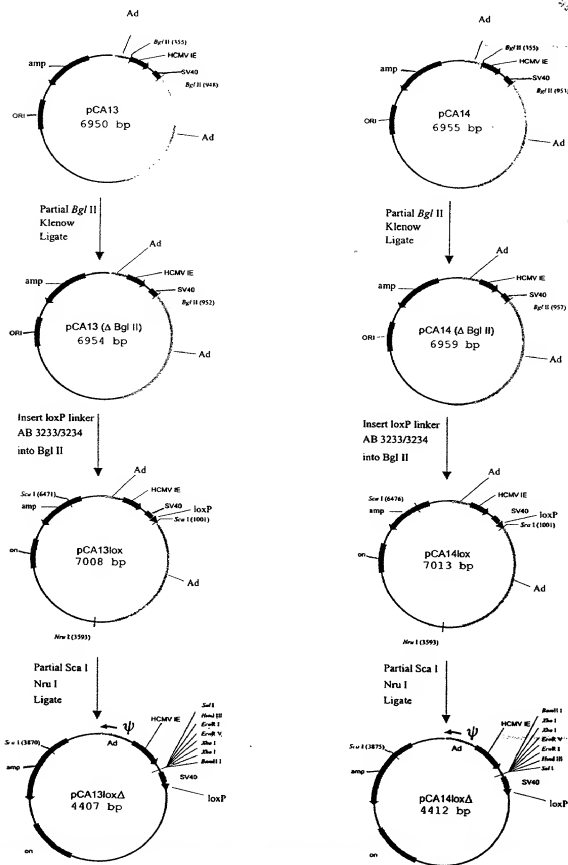 Ad
Bgl II (355)
HCMV IE
amp
SV40
Bgl II (948)
ORI
pCA13
6950 bp
Ad
Partial Bgl II
Klenow
Ligate
Ad
HCMV IE
amp
SV40
Bgl II (952)
ORI
pCA13 (Δ Bgl II)
6954 bp
Ad
Insert loxP linker
AB 3233/3234
into Bgl II
Ad
Sca I (6471)
HCMV IE
amp
SV40
loxP
Sca I (1001)
ori
pCA13lox
7008 bp
Ad
Nru I (3593)
Partial Sca I
Nru I
Ligate
ψ
HCMV IE
Sal I
Hind III
EcoR I
EcoR V
Xba I
Xho I
BamH I
Sca I (3870)
Ad
amp
SV40
loxP
pCA13loxΔ
4407 bp
ori
Ad
Bgl II (355)
HCMV IE
amp
SV40
Bgl II (953)
ORI
pCA14
6955 bp
Ad
Partial Bgl II
Klenow
Ligate
Ad
HCMV IE
amp
SV40
Bgl II (957)
ORI
pCA14 (Δ Bgl II)
6959 bp
Ad
Insert loxP linker
AB 3233/3234
into Bgl II
Ad
Sca I (6476)
HCMV IE
amp
SV40
loxP
Sca I (1001)
ori
pCA14lox
7013 bp
Ad
Nru I (3593)
Partial Sca I
Nru I
Ligate
ψ
HCMV IE
BamH I
Xho I
Xba I
EcoR V
EcoR I
Hind III
Sal I
Sca I (3875)
Ad
amp
SV40
loxP
pCA14loxΔ
4412 bp
ori